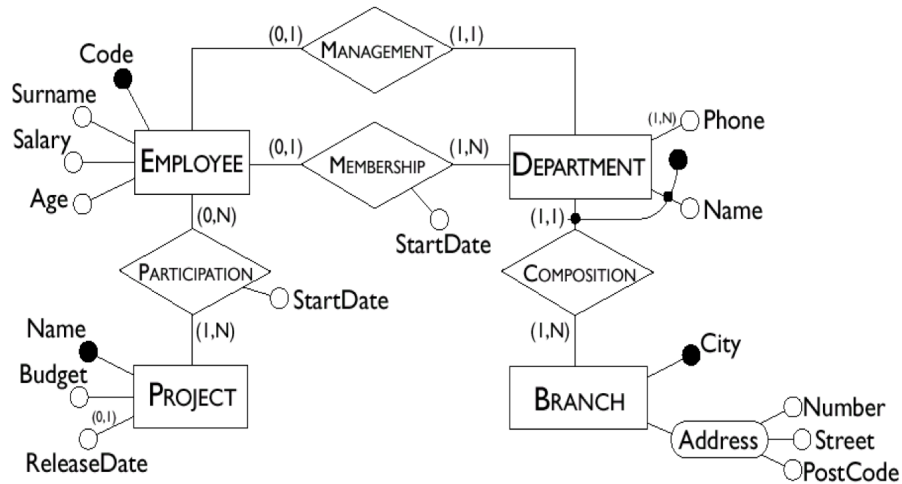 (0,1)
MANAGEMENT
(1,1)
Code
Surname
Salary
Age
EMPLOYEE
(0,1)
MEMBERSHIP
(1,N)
DEPARTMENT
(1,N)
Phone
Name
StartDate
(0,N)
(1,1)
PARTICIPATION
StartDate
COMPOSITION
(1,N)
(1,N)
Name
Budget
(0,1)
ReleaseDate
PROJECT
BRANCH
City
Address
Number
Street
PostCode